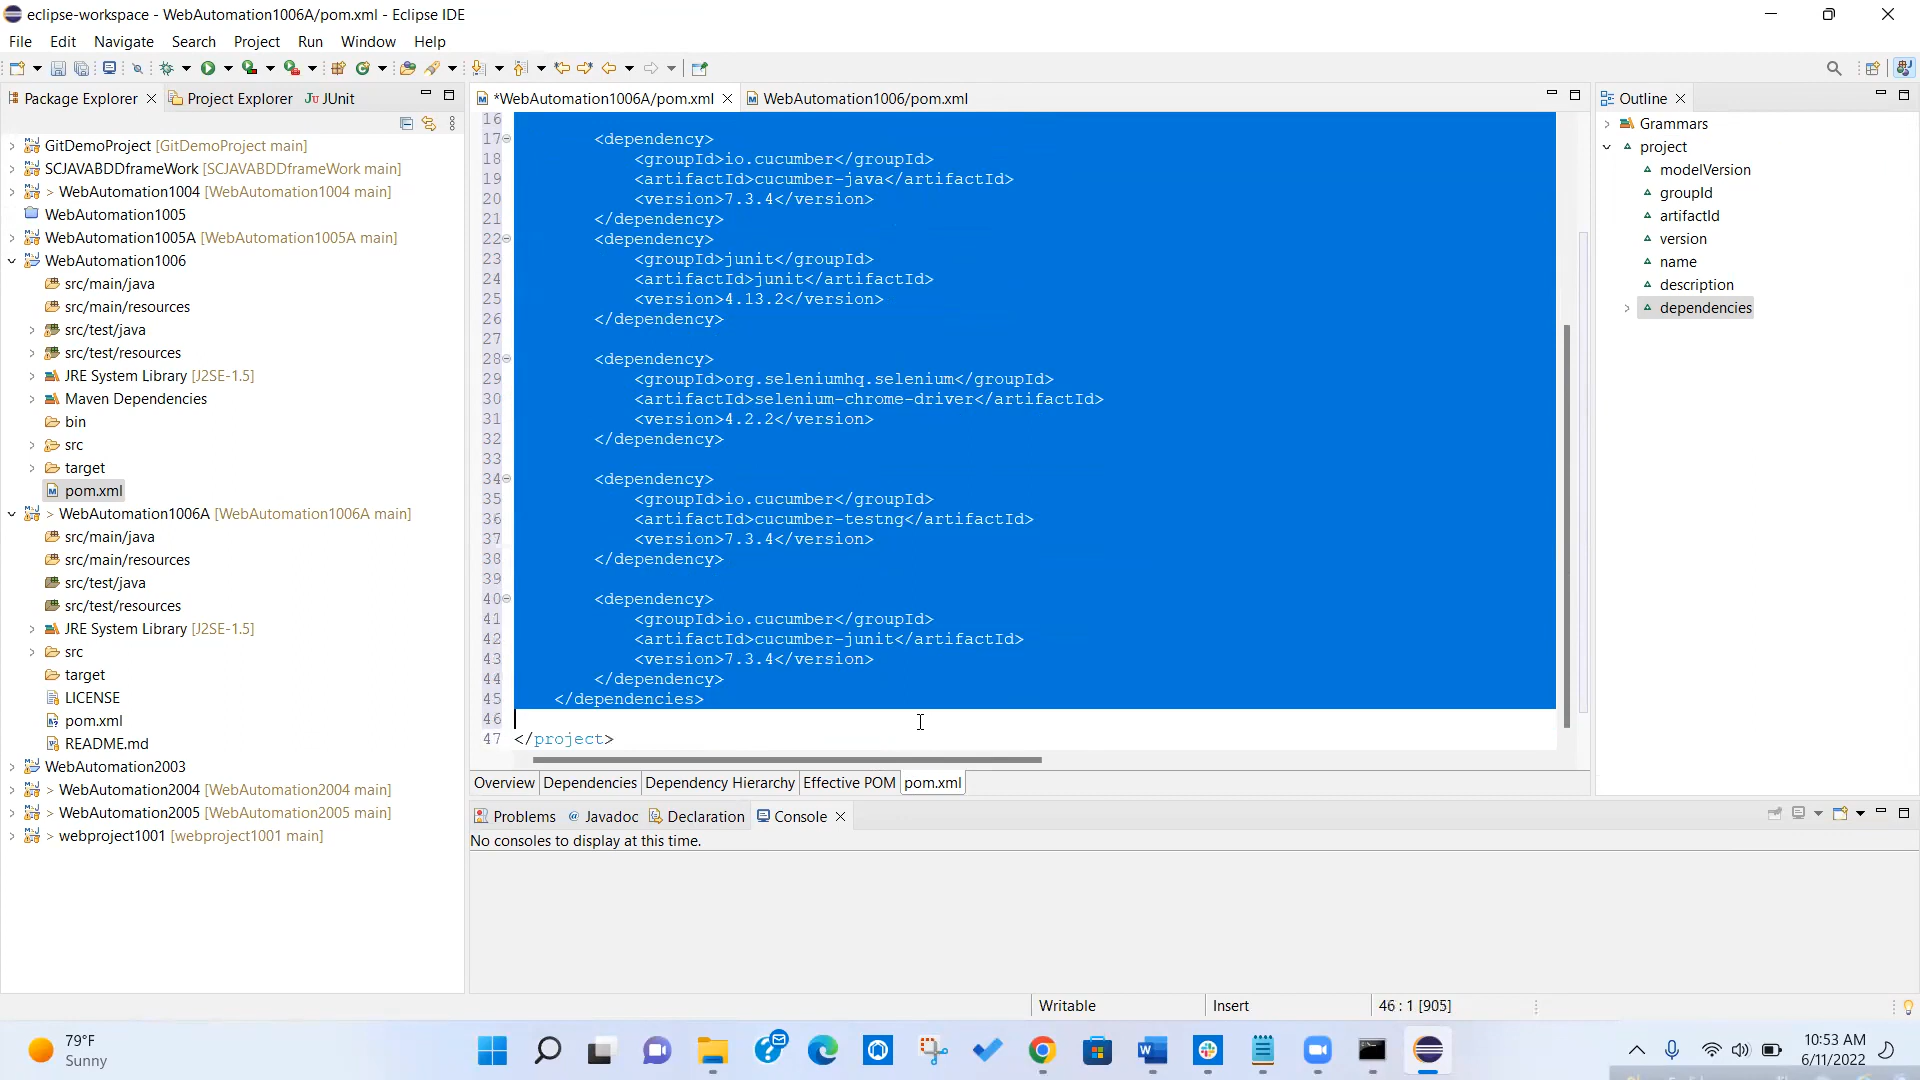 eclipse-workspace - WebAutomation1006A/pom.xml - Eclipse IDE
File Edit Navigate Search Project Run Window Help
Package Explorer Project Explorer JUnit
*WebAutomation1006A/pom.xml WebAutomation1006/pom.xml
Outline
GitDemoProject [GitDemoProject main]
SCJAVABDDframeWork [SCJAVABDDframeWork main]
> WebAutomation1004 [WebAutomation1004 main]
WebAutomation1005
WebAutomation1005A [WebAutomation1005A main]
WebAutomation1006
src/main/java
src/main/resources
src/test/java
src/test/resources
JRE System Library [J2SE-1.5]
Maven Dependencies
bin
src
target
pom.xml
> WebAutomation1006A [WebAutomation1006A main]
src/main/java
src/main/resources
src/test/java
src/test/resources
JRE System Library [J2SE-1.5]
src
target
LICENSE
pom.xml
README.md
WebAutomation2003
> WebAutomation2004 [WebAutomation2004 main]
> WebAutomation2005 [WebAutomation2005 main]
> webproject1001 [webproject1001 main]
16
17 <dependency>
18 <groupId>io.cucumber</groupId>
19 <artifactId>cucumber-java</artifactId>
20 <version>7.3.4</version>
21 </dependency>
22 <dependency>
23 <groupId>junit</groupId>
24 <artifactId>junit</artifactId>
25 <version>4.13.2</version>
26 </dependency>
27
28 <dependency>
29 <groupId>org.seleniumhq.selenium</groupId>
30 <artifactId>selenium-chrome-driver</artifactId>
31 <version>4.2.2</version>
32 </dependency>
33
34 <dependency>
35 <groupId>io.cucumber</groupId>
36 <artifactId>cucumber-testng</artifactId>
37 <version>7.3.4</version>
38 </dependency>
39
40 <dependency>
41 <groupId>io.cucumber</groupId>
42 <artifactId>cucumber-junit</artifactId>
43 <version>7.3.4</version>
44 </dependency>
45 </dependencies>
46
47 </project>
Overview Dependencies Dependency Hierarchy Effective POM pom.xml
Grammars
project
modelVersion
groupId
artifactId
version
name
description
dependencies
Problems Javadoc Declaration Console
No consoles to display at this time.
Writable Insert 46 : 1 [905]
79°F
Sunny
10:53 AM
6/11/2022